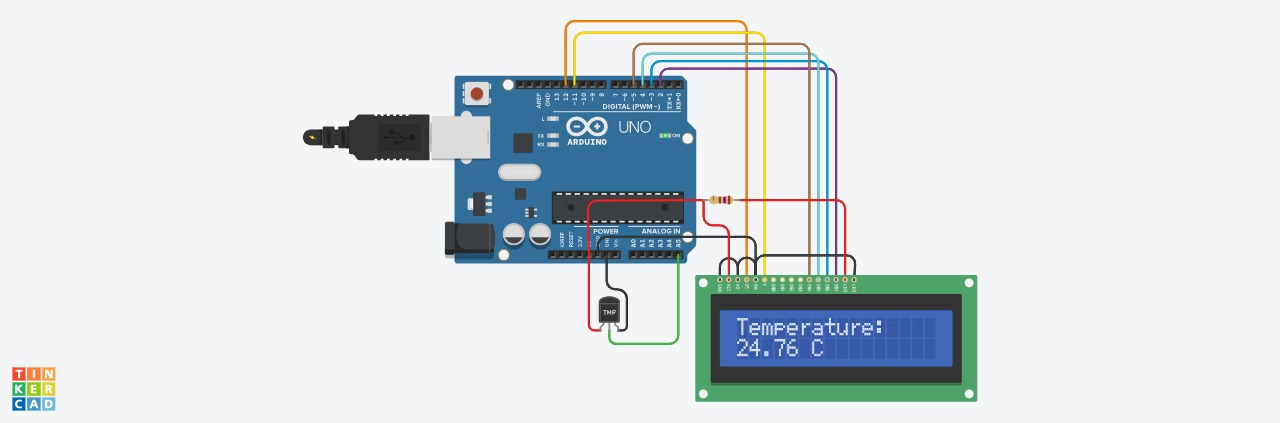 AREF
GND
13
12
~11
~10
~9
8
7
~6
~5
4
~3
2
TX→1
RX←0
DIGITAL (PWM~)
L
TX
RX
UNO
ON
ARDUINO
POWER
ANALOG IN
IOREF
RESET
3.3V
GND
Vin
A0
A1
A2
A3
A4
A5
TMP
Temperature:
24.76 C
TIN
KER
CAD